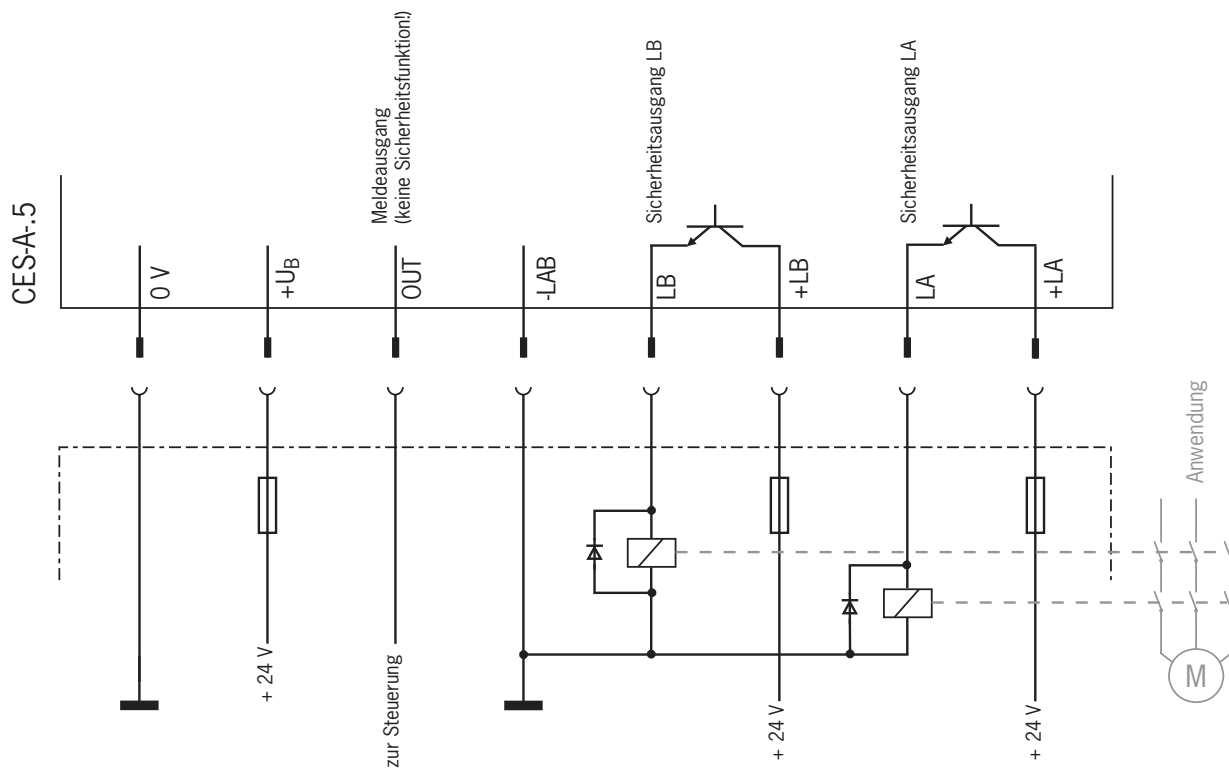 CES-A-.5
0 V
+UB
OUT
Meldeausgang
(keine Sicherheitsfunktion!)
-LAB
LB
Sicherheitsausgang LB
+LB
LA
Sicherheitsausgang LA
+LA
+ 24 V
zur Steuerung
+ 24 V
+ 24 V
Anwendung
M